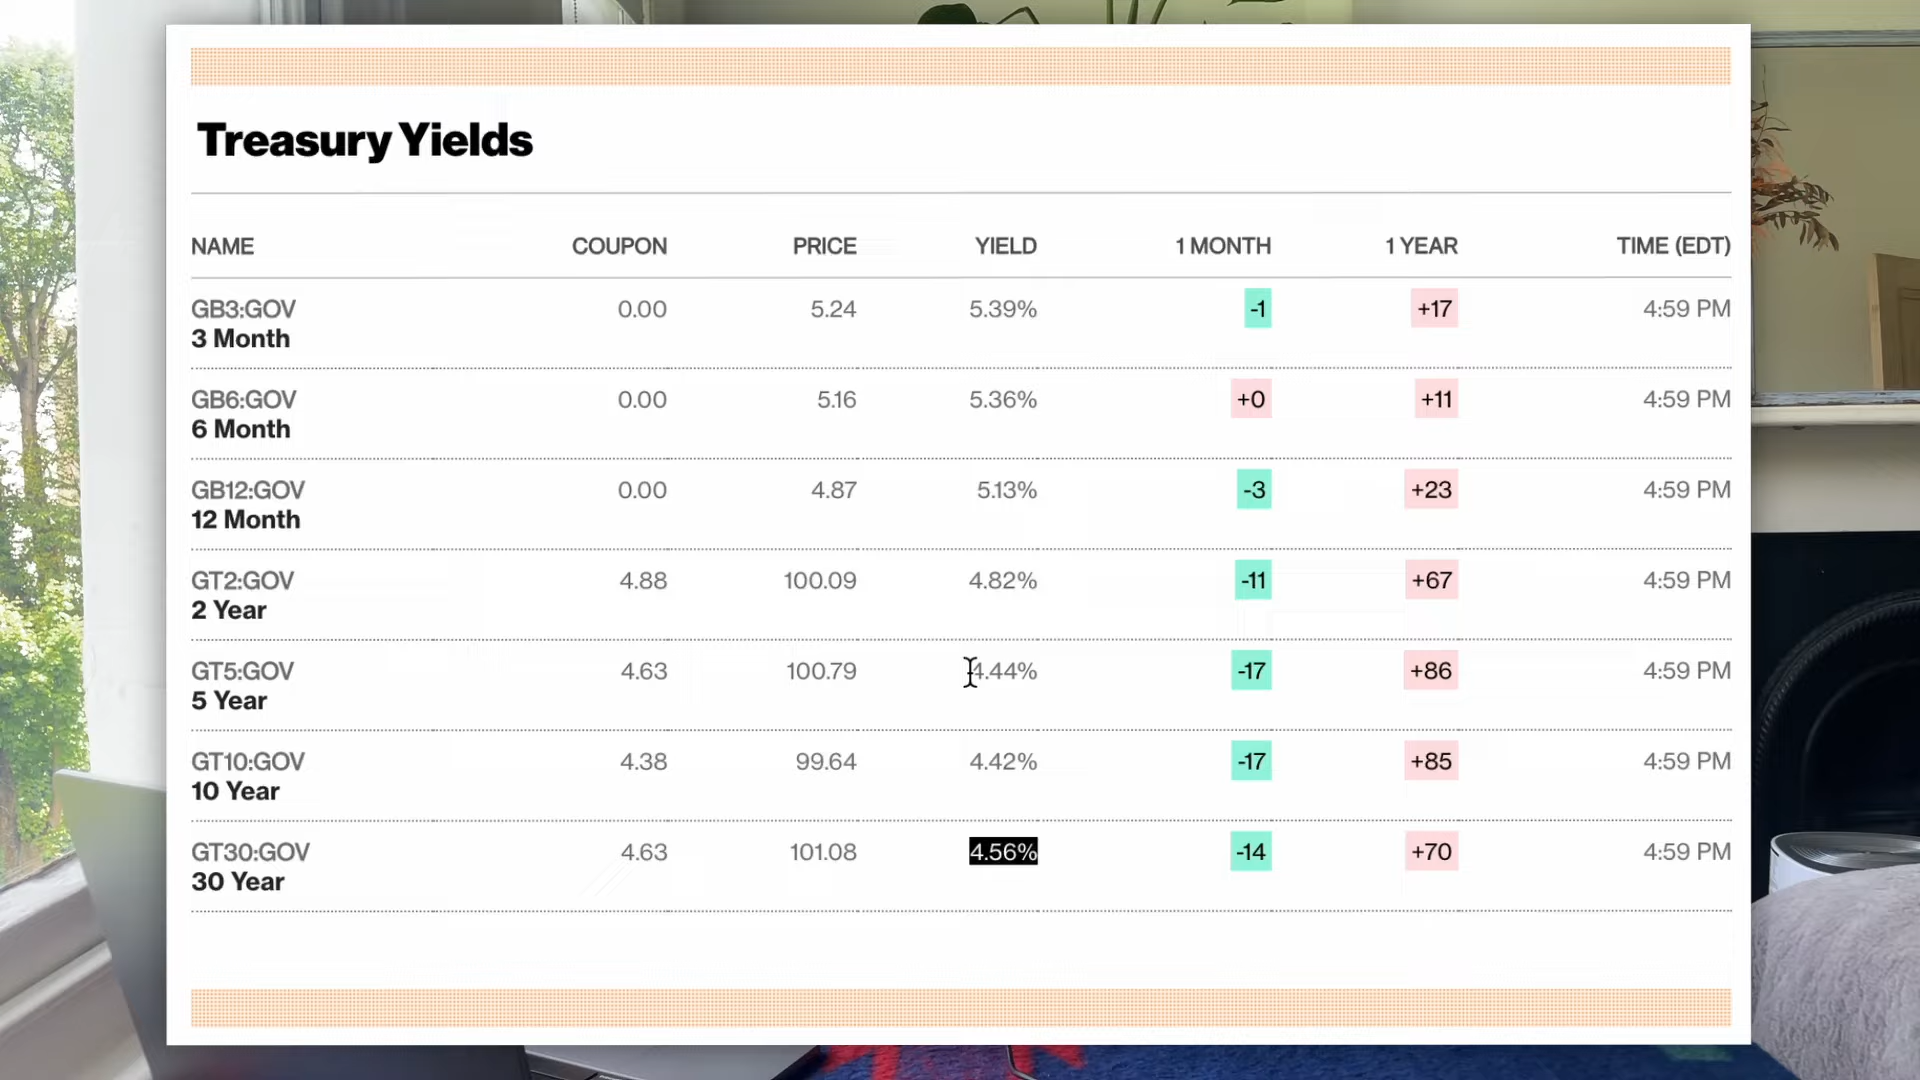 Treasury Yields
NAME COUPON PRICE YIELD 1 MONTH 1 YEAR TIME (EDT)
GB3:GOV 0.00 5.24 5.39% -1 +17 4:59 PM
3 Month
GB6:GOV 0.00 5.16 5.36% +0 +11 4:59 PM
6 Month
GB12:GOV 0.00 4.87 5.13% -3 +23 4:59 PM
12 Month
GT2:GOV 4.88 100.09 4.82% -11 +67 4:59 PM
2 Year
GT5:GOV 4.63 100.79 4.44% -17 +86 4:59 PM
5 Year
GT10:GOV 4.38 99.64 4.42% -17 +85 4:59 PM
10 Year
GT30:GOV 4.63 101.08 4.56% -14 +70 4:59 PM
30 Year